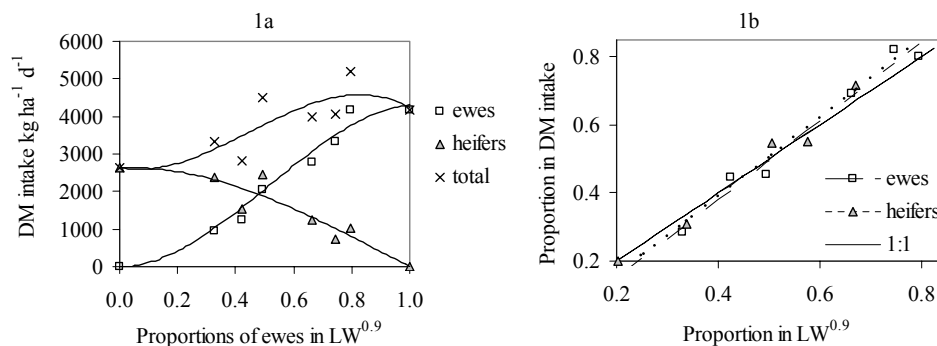 1a
6000
5000
4000
3000
2000
1000
0
DM intake kg ha⁻¹ d⁻¹
0.0 0.2 0.4 0.6 0.8 1.0
Proportions of ewes in LW⁰·⁹
ewes
heifers
total
1b
0.8
0.6
0.4
0.2
Proportion in DM intake
0.2 0.4 0.6 0.8
Proportion in LW⁰·⁹
ewes
heifers
1:1